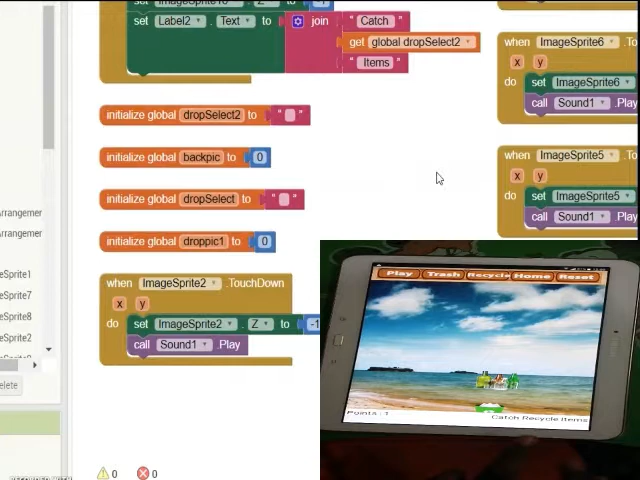 set Label2 . Text to join " Catch "
get global dropSelect2
" Items "
initialize global dropSelect2 to " "
initialize global backpic to 0
initialize global dropSelect to " "
initialize global droppic1 to 0
when ImageSprite2 .TouchDown
x y
do set ImageSprite2 . Z to -1
call Sound1 .Play
when ImageSprite6 .To
x y
do set ImageSprite6
call Sound1 .Play
when ImageSprite5 .To
x y
do set ImageSprite5
call Sound1 .Play
Arrangemer
Arrangemer
eSprite1
eSprite7
eSprite8
eSprite2
elete
0 0
Play Trash Recycle Home Reset
Points : 1
Catch Recycle Items